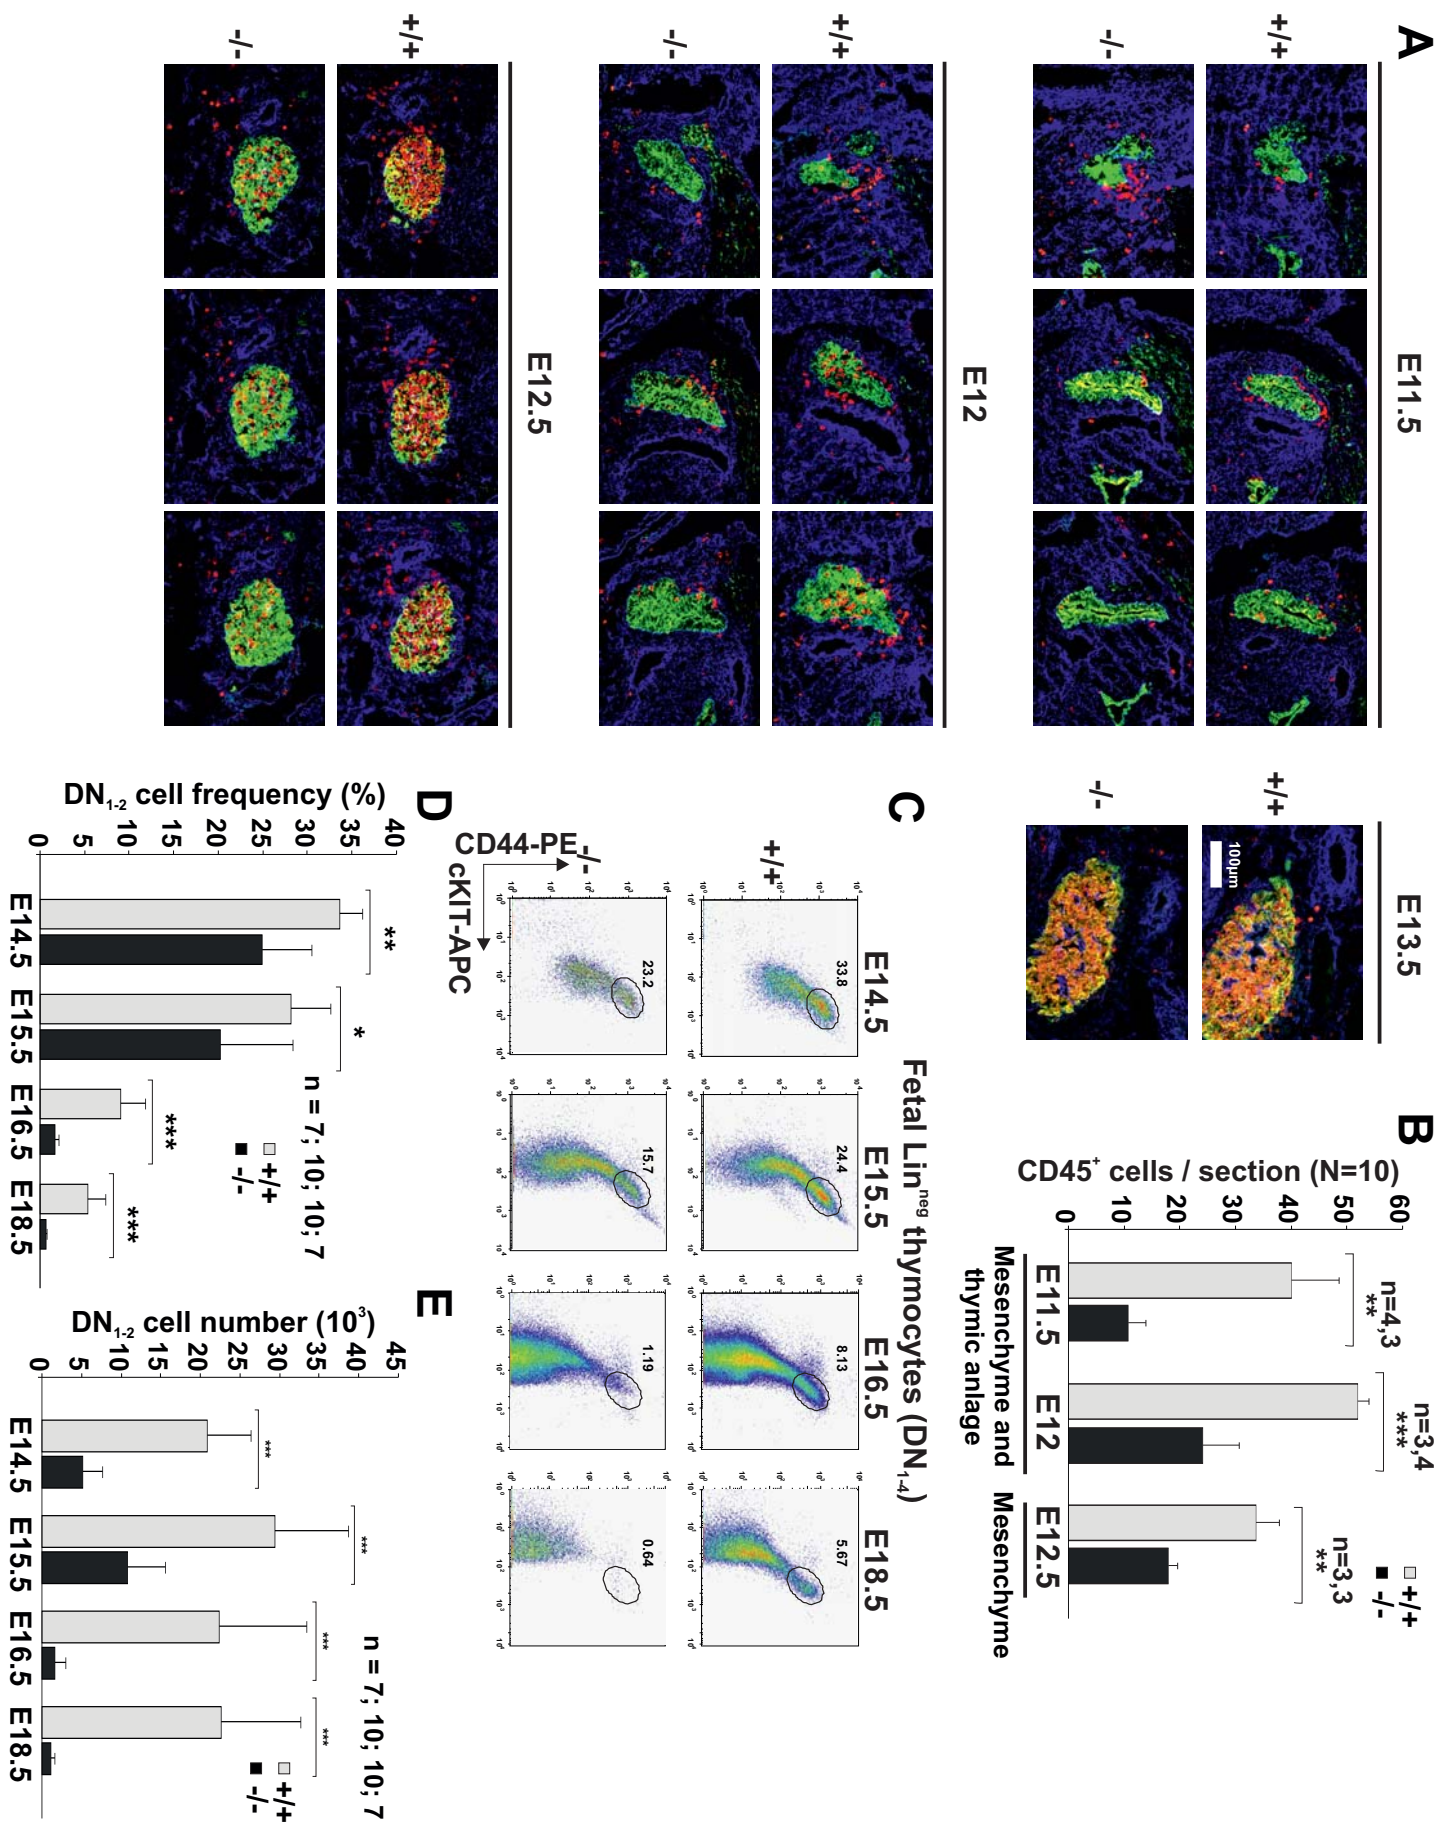 A
E11.5
+/+
-/-
E12
+/+
-/-
E12.5
+/+
-/-
E13.5
+/+
-/-
100µm
B
CD45⁺ cells / section (N=10)
0 10 20 30 40 50 60
n=4,3
**
n=3,4
***
n=3,3
**
+/+
-/-
E11.5 E12 E12.5
Mesenchyme and
thymic anlage
Mesenchyme
C
Fetal Linⁿᵉᵍ thymocytes (DN₁₋₄)
E14.5 E15.5 E16.5 E18.5
+/+
33.8 24.4 8.13 5.67
-/-
23.2 15.7 1.19 0.64
CD44-PE
cKIT-APC
D
DN₁₋₂ cell frequency (%)
0 5 10 15 20 25 30 35 40
** * *** ***
n = 7; 10; 10; 7
+/+
-/-
E14.5 E15.5 E16.5 E18.5
E
DN₁₋₂ cell number (10³)
0 5 10 15 20 25 30 35 40 45
*** *** *** ***
n = 7; 10; 10; 7
+/+
-/-
E14.5 E15.5 E16.5 E18.5